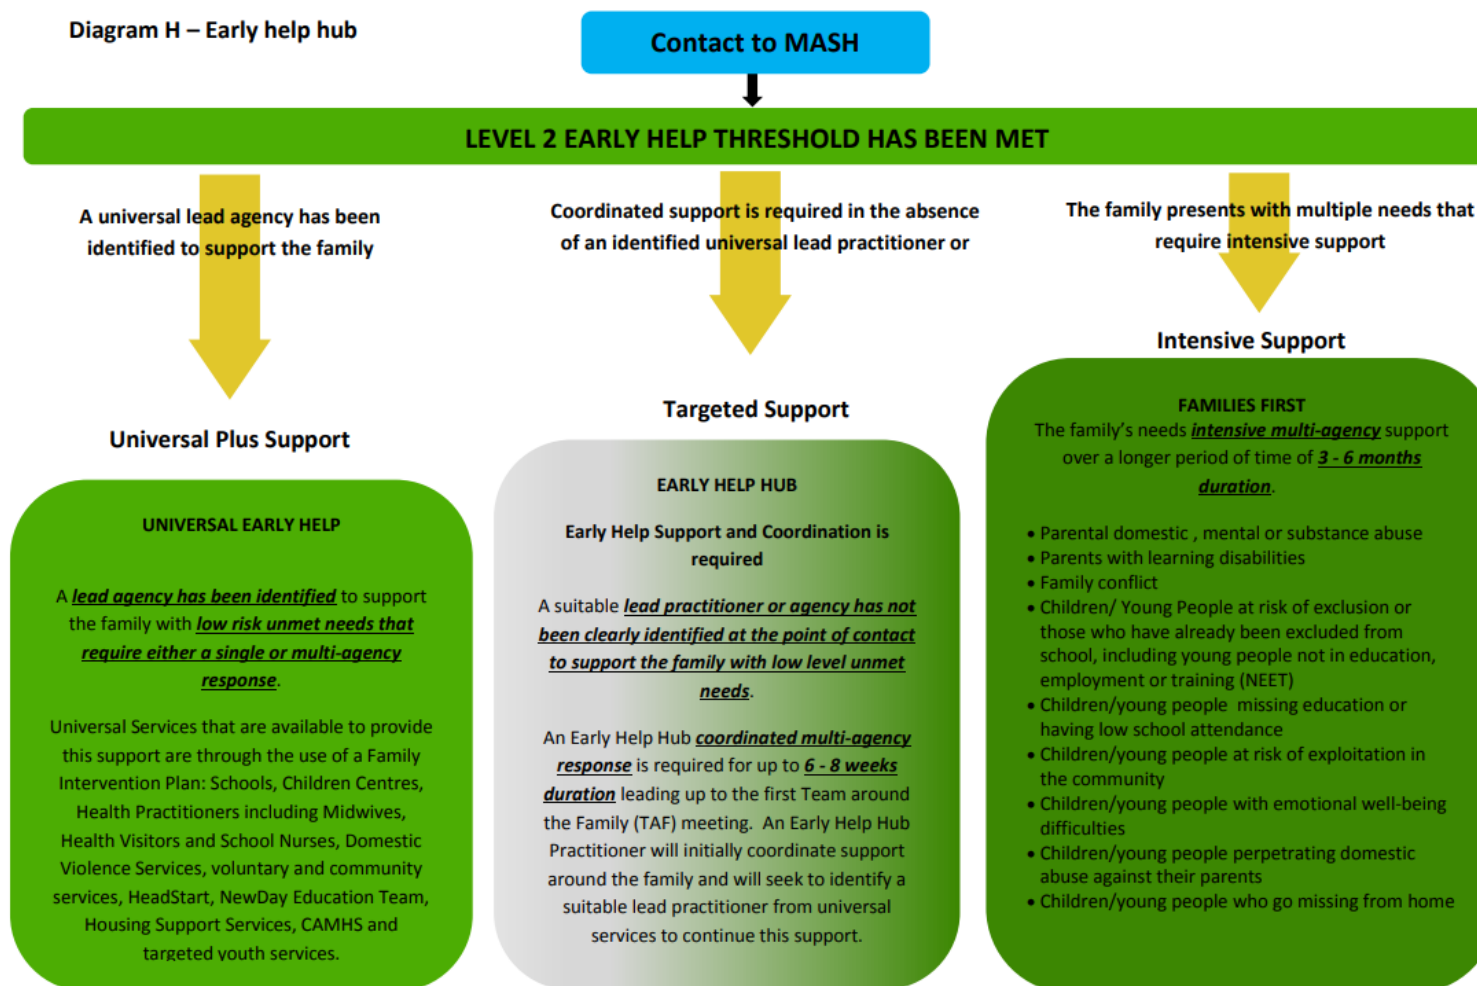 Diagram H – Early help hub
Contact to MASH
LEVEL 2 EARLY HELP THRESHOLD HAS BEEN MET
A universal lead agency has been
identified to support the family
Universal Plus Support
UNIVERSAL EARLY HELP
A lead agency has been identified to support
the family with low risk unmet needs that
require either a single or multi-agency
response.
Universal Services that are available to provide
this support are through the use of a Family
Intervention Plan: Schools, Children Centres,
Health Practitioners including Midwives,
Health Visitors and School Nurses, Domestic
Violence Services, voluntary and community
services, HeadStart, NewDay Education Team,
Housing Support Services, CAMHS and
targeted youth services.
Coordinated support is required in the absence
of an identified universal lead practitioner or
Targeted Support
EARLY HELP HUB
Early Help Support and Coordination is
required
A suitable lead practitioner or agency has not
been clearly identified at the point of contact
to support the family with low level unmet
needs.
An Early Help Hub coordinated multi-agency
response is required for up to 6 - 8 weeks
duration leading up to the first Team around
the Family (TAF) meeting. An Early Help Hub
Practitioner will initially coordinate support
around the family and will seek to identify a
suitable lead practitioner from universal
services to continue this support.
The family presents with multiple needs that
require intensive support
Intensive Support
FAMILIES FIRST
The family's needs intensive multi-agency support
over a longer period of time of 3 - 6 months
duration.
• Parental domestic , mental or substance abuse
• Parents with learning disabilities
• Family conflict
• Children/ Young People at risk of exclusion or
those who have already been excluded from
school, including young people not in education,
employment or training (NEET)
• Children/young people missing education or
having low school attendance
• Children/young people at risk of exploitation in
the community
• Children/young people with emotional well-being
difficulties
• Children/young people perpetrating domestic
abuse against their parents
• Children/young people who go missing from home